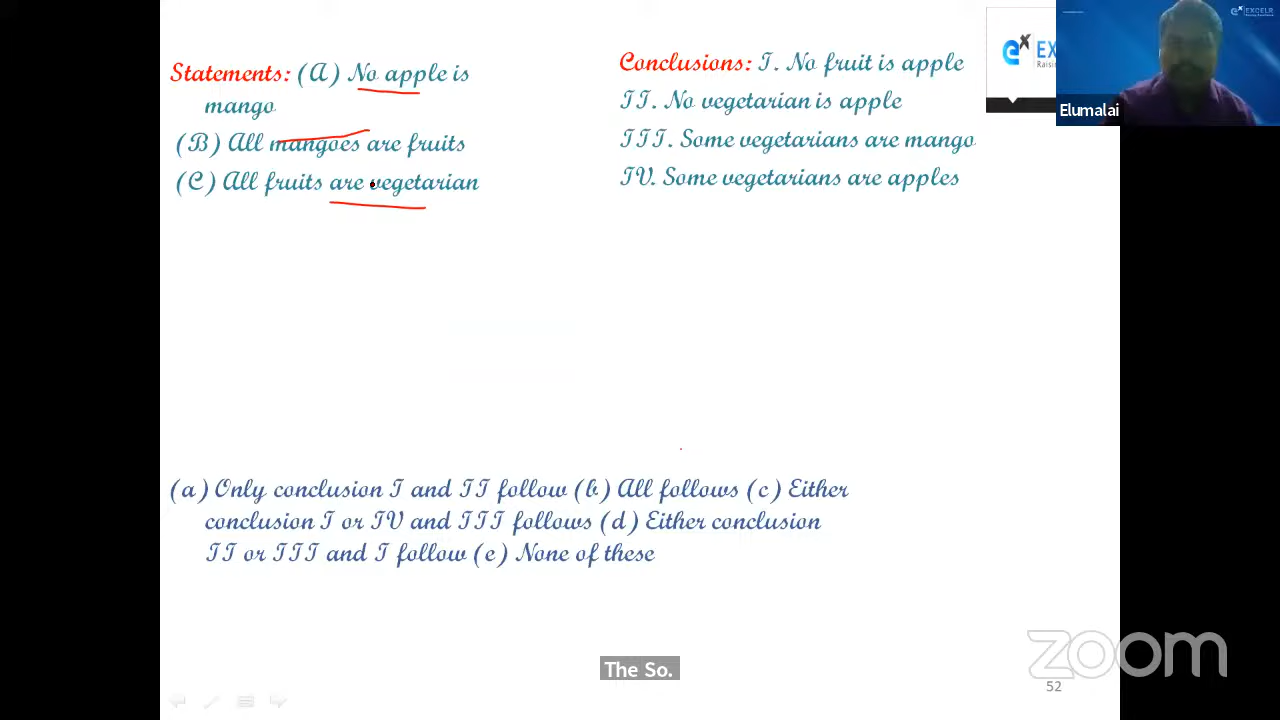 Statements: (A) No apple is
mango
(B) All mangoes are fruits
(C) All fruits are vegetarian
Conclusions: I. No fruit is apple
II. No vegetarian is apple
III. Some vegetarians are mango
IV. Some vegetarians are apples
EXCELR
Elumalai
(a) Only conclusion I and II follow (b) All follows (c) Either
conclusion I or IV and III follows (d) Either conclusion
II or III and I follow (e) None of these
The So.
zoom
52